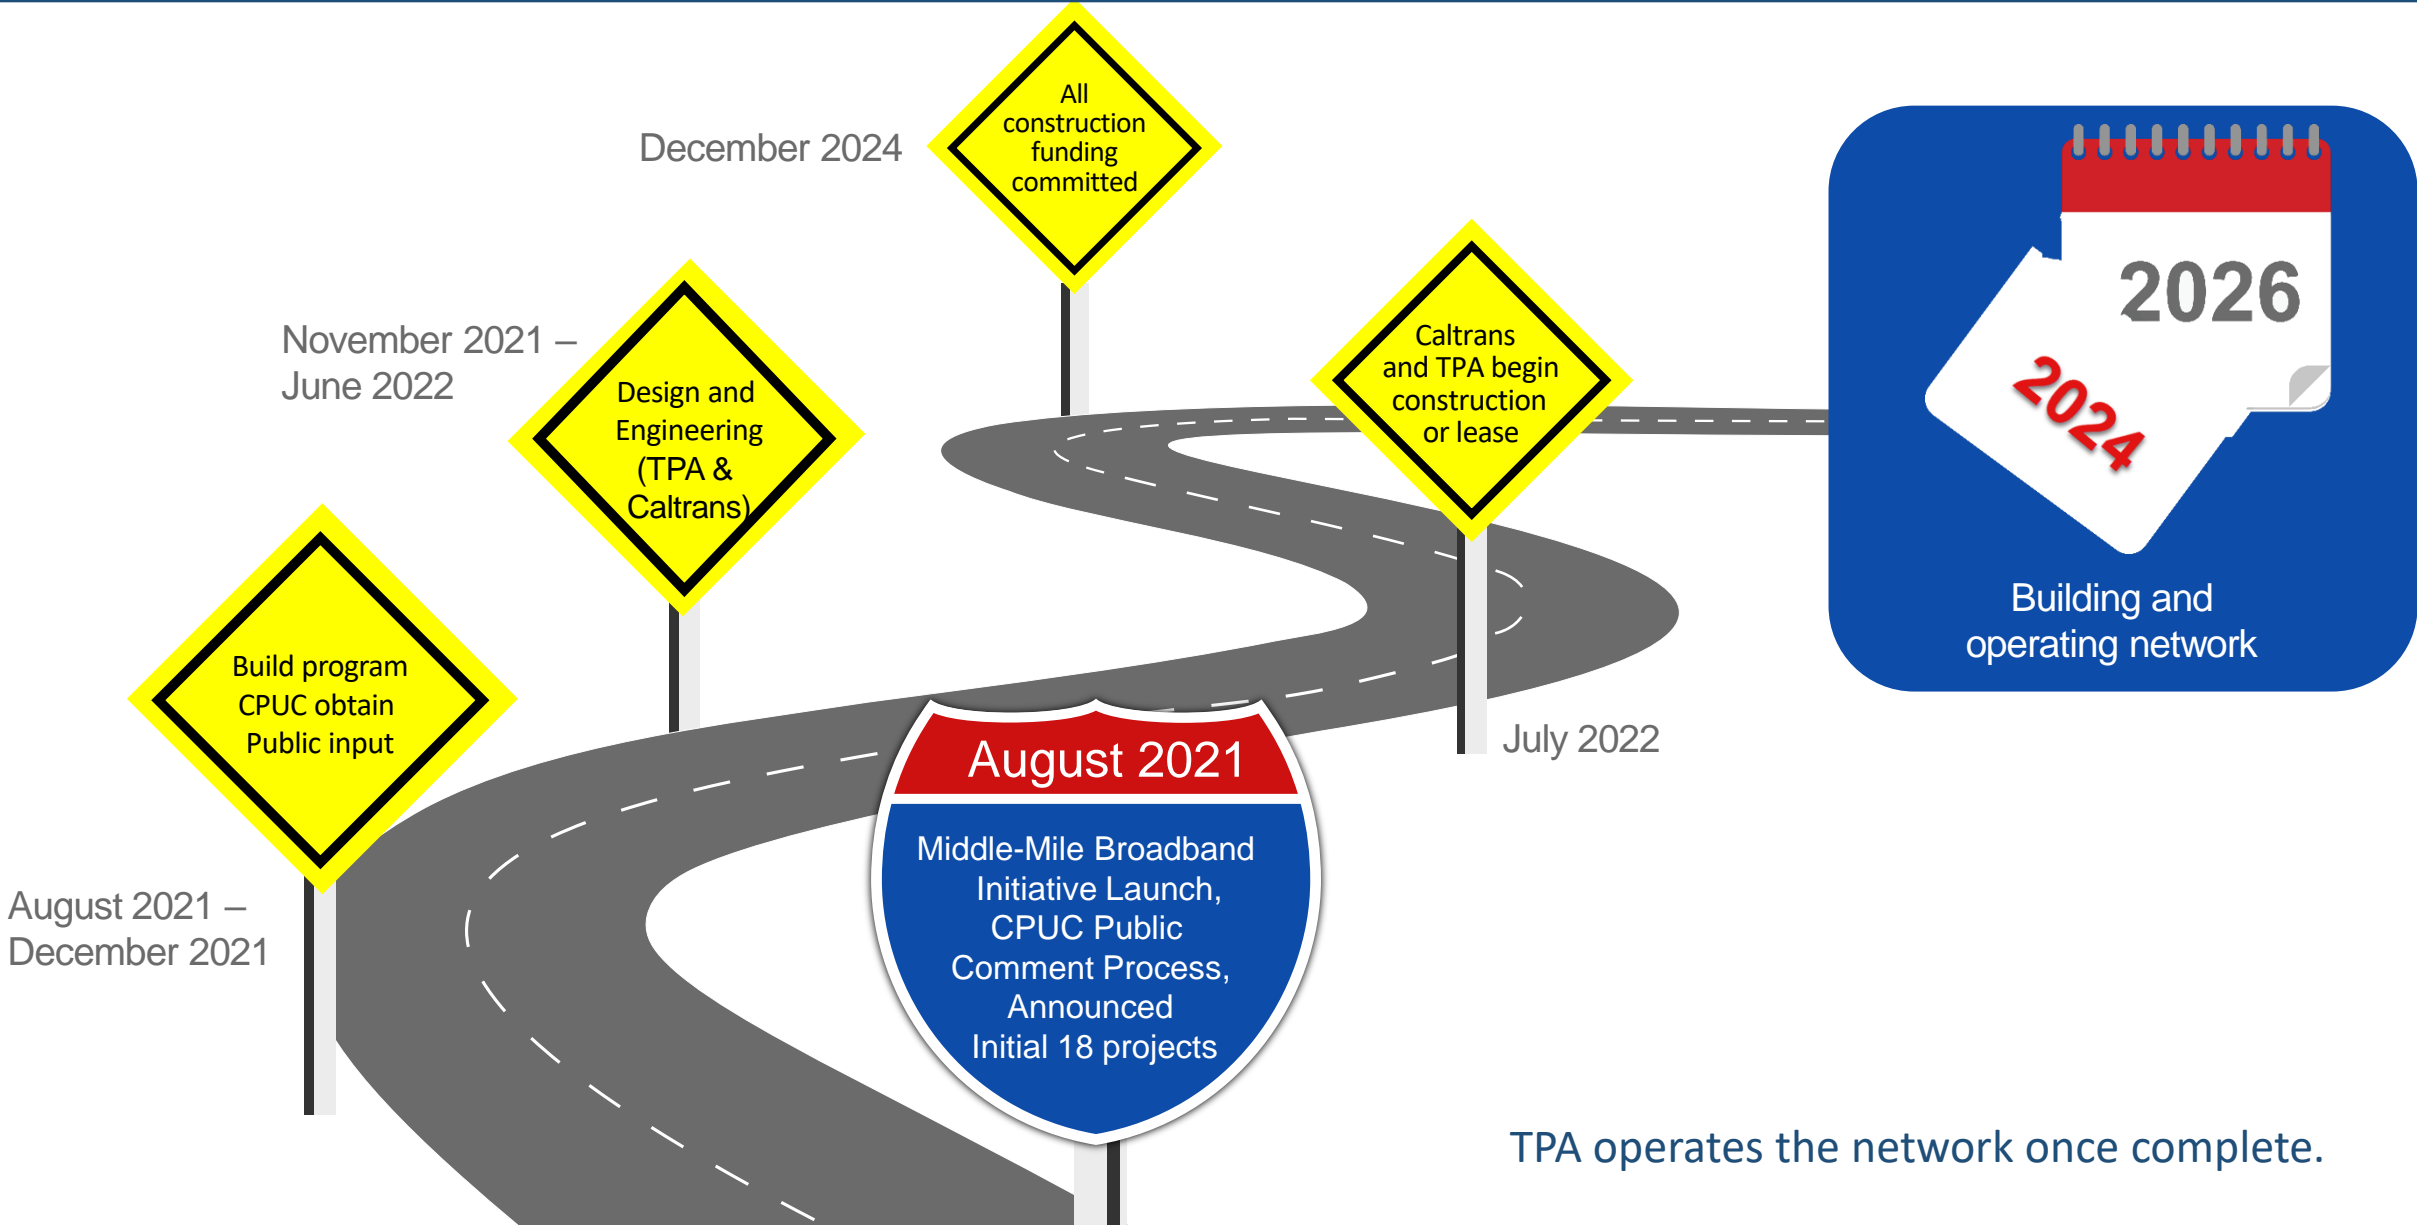 December 2024
All
construction
funding
committed
November 2021 –
June 2022
Design and
Engineering
(TPA &
Caltrans)
Caltrans
and TPA begin
construction
or lease
July 2022
2026
2024
Building and
operating network
Build program
CPUC obtain
Public input
August 2021 –
December 2021
August 2021
Middle-Mile Broadband
Initiative Launch,
CPUC Public
Comment Process,
Announced
Initial 18 projects
TPA operates the network once complete.